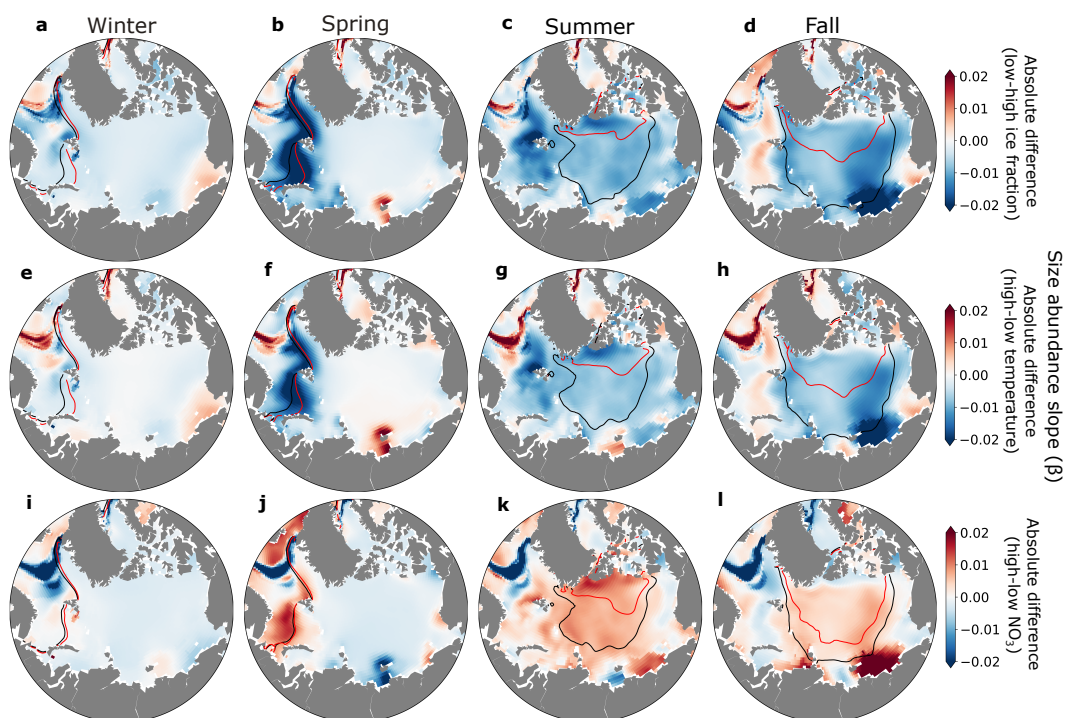 Winter
Spring
Summer
Fall
a
b
c
d
0.02
0.01
0.00
−0.01
−0.02
Absolute difference
(low–high ice fraction)
e
f
g
h
0.02
0.01
0.00
−0.01
−0.02
Absolute difference
(high–low temperature)
Size abundance slope (β)
i
j
k
l
0.02
0.01
0.00
−0.01
−0.02
Absolute difference
(high–low NO₃)